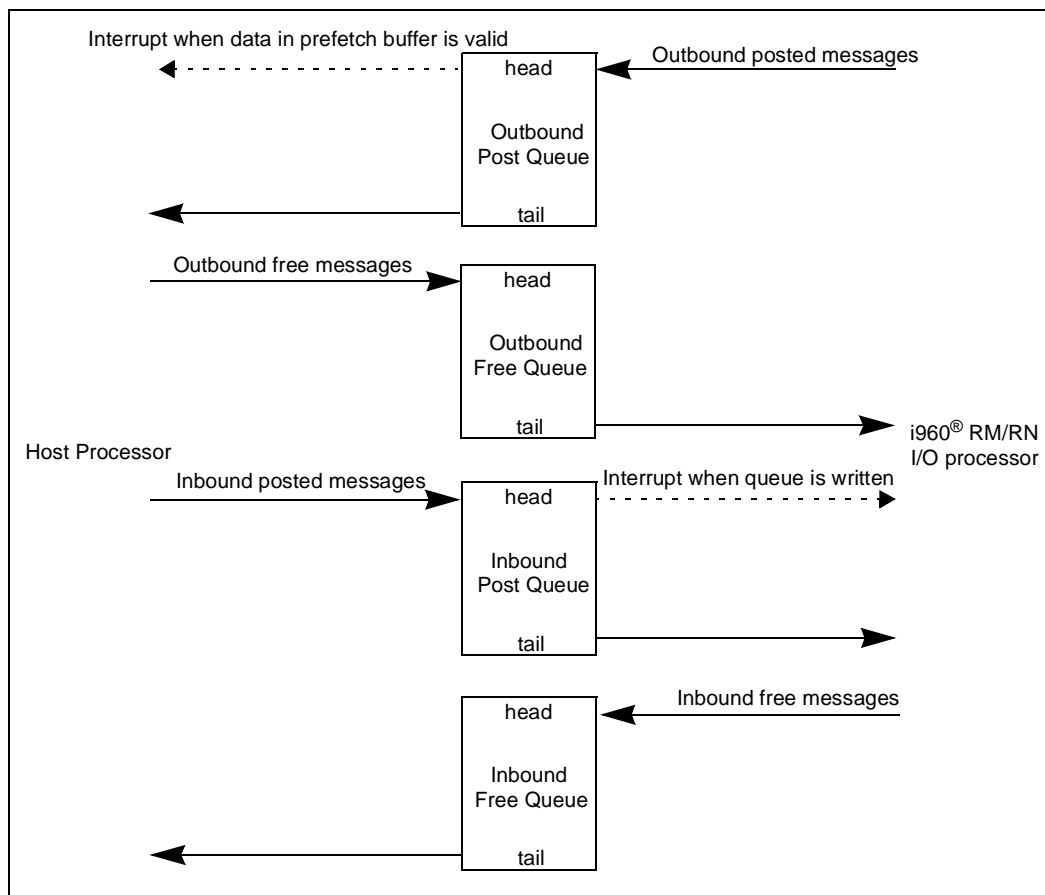 Interrupt when data in prefetch buffer is valid
head
Outbound posted messages
Outbound
Post Queue
tail
Outbound free messages
head
Outbound
Free Queue
tail
i960® RM/RN
I/O processor
Host Processor
Inbound posted messages
head
Interrupt when queue is written
Inbound
Post Queue
tail
head
Inbound free messages
Inbound
Free Queue
tail